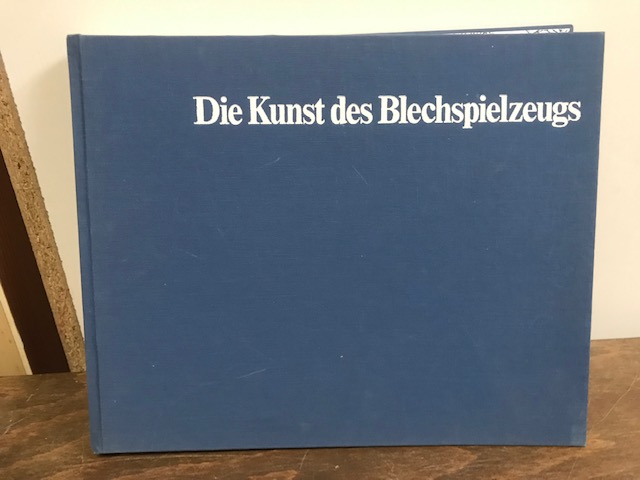 Die Kunst des Blechspielzeugs